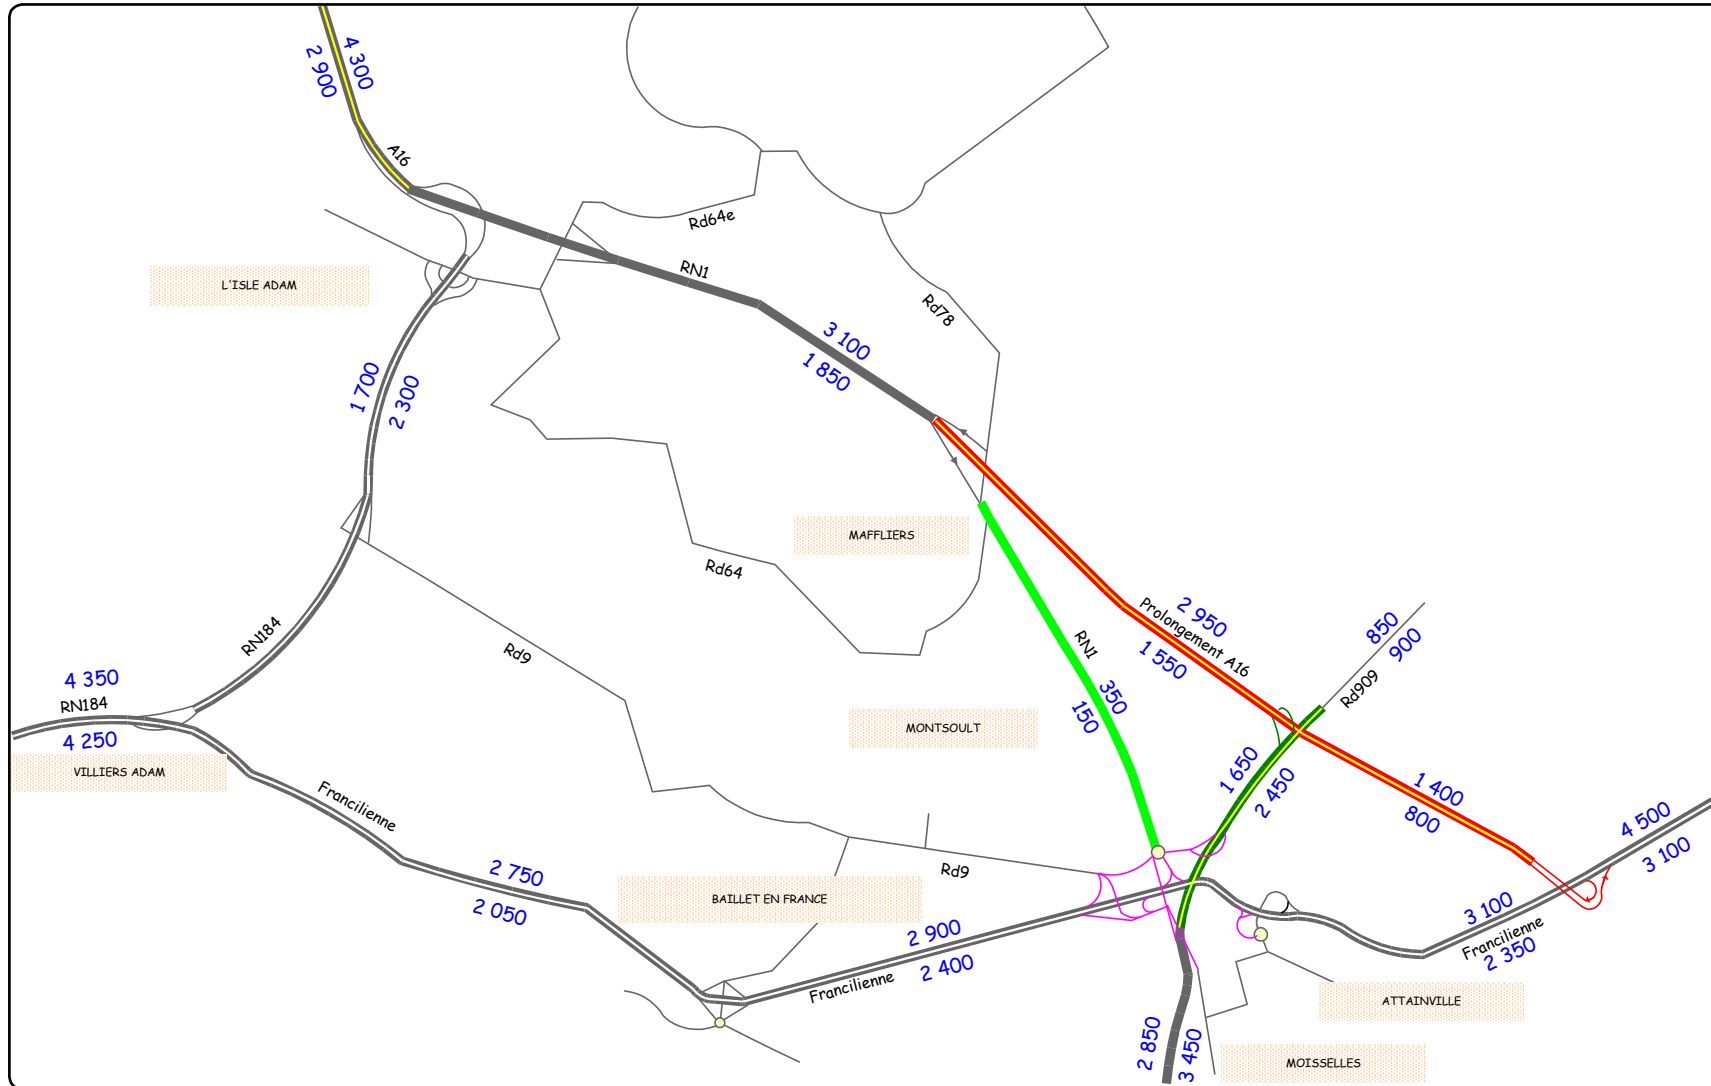 4 300
2 900
A16
Rd64e
RN1
L'ISLE ADAM
Rd78
3 100
1 850
1 700
2 300
MAFFLIERS
Rd64
Prolongement A16
2 950
1 550
850
900
RN184
Rd9
RN1
350
150
Rd909
4 350
RN184
4 250
MONTSOULT
VILLIERS ADAM
Francilienne
1 650
2 450
1 400
800
4 500
3 100
2 750
2 050
BAILLET EN FRANCE
Rd9
2 900
2 400
Francilienne
3 100
Francilienne
2 350
ATTAINVILLE
2 850
3 450
MOISSELLES